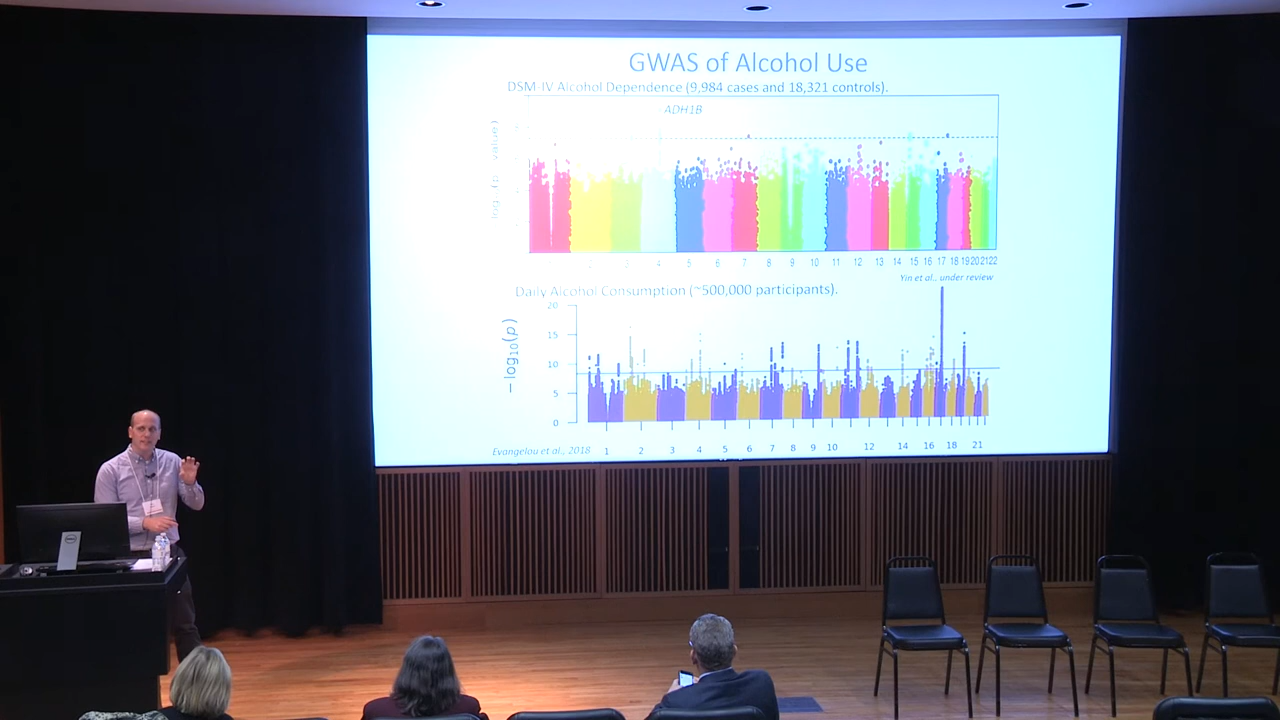 GWAS of Alcohol Use
DSM-IV Alcohol Dependence (9,984 cases and 18,321 controls).
ADH1B
2 3 4 5 6 7 8 9 10 11 12 13 14 15 16 17 18 19 20 21 22
Yin et al., under review
Daily Alcohol Consumption (~500,000 participants).
20
15
10
5
0
−log10(p)
1 2 3 4 5 6 7 8 9 10 12 14 16 18 21
Evangelou et al., 2018